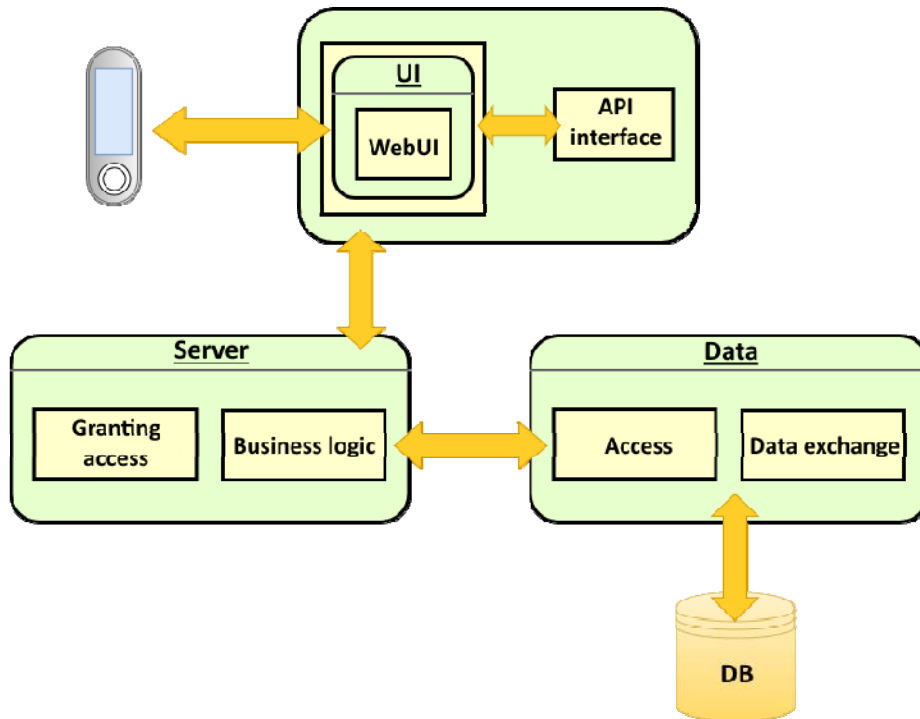 UI
WebUI
API
interface
Server
Granting
access
Business logic
Data
Access
Data exchange
DB